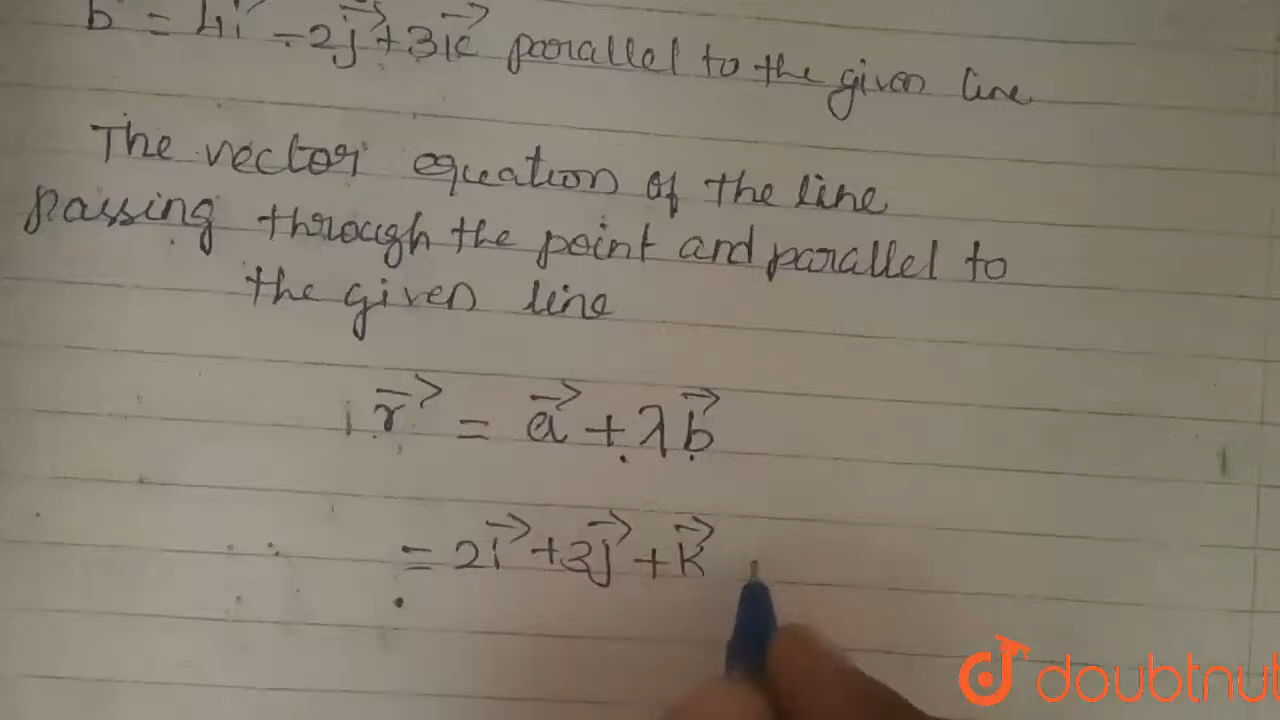 b = 4i⃗ - 2j⃗ + 3k⃗ parallel to the given line
The vector equation of the line
passing through the point and parallel to
the given line
r⃗ = a⃗ + λb⃗
= 2i⃗ + 3j⃗ + k⃗
doubtnut